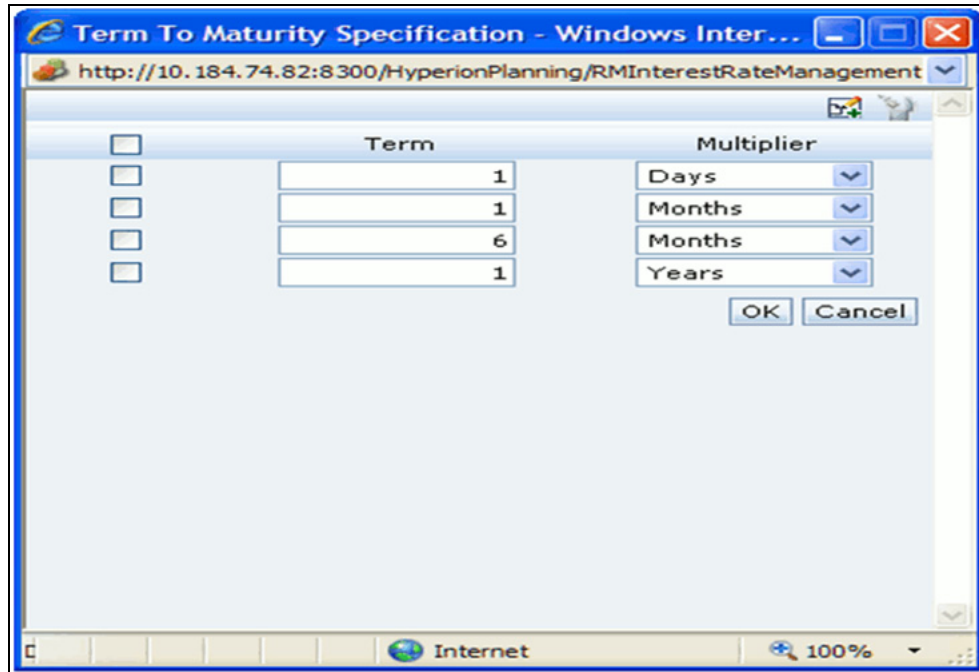 Term To Maturity Specification - Windows Inter...
http://10.184.74.82:8300/HyperionPlanning/RMInterestRateManagement
Term Multiplier
1 Days
1 Months
6 Months
1 Years
OK Cancel
Internet 100%